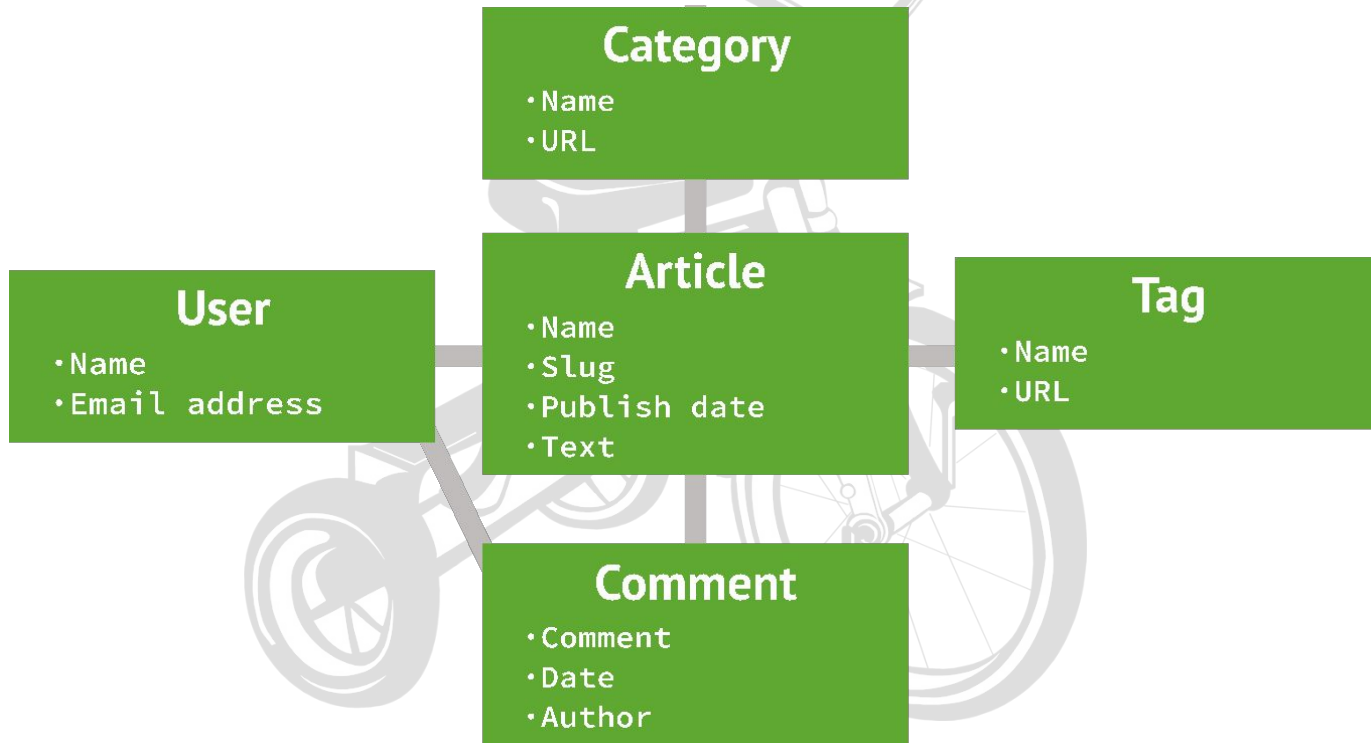 Category
·Name
·URL
User
·Name
·Email address
Article
·Name
·Slug
·Publish date
·Text
Tag
·Name
·URL
Comment
·Comment
·Date
·Author